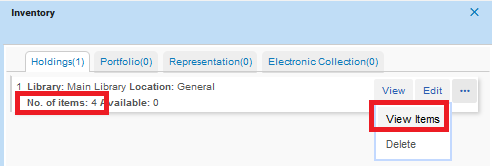 Inventory
Holdings(1) Portfolio(0) Representation(0) Electronic Collection(0)
1 Library: Main Library Location: General View Edit ...
No. of items: 4 Available: 0
View Items
Delete